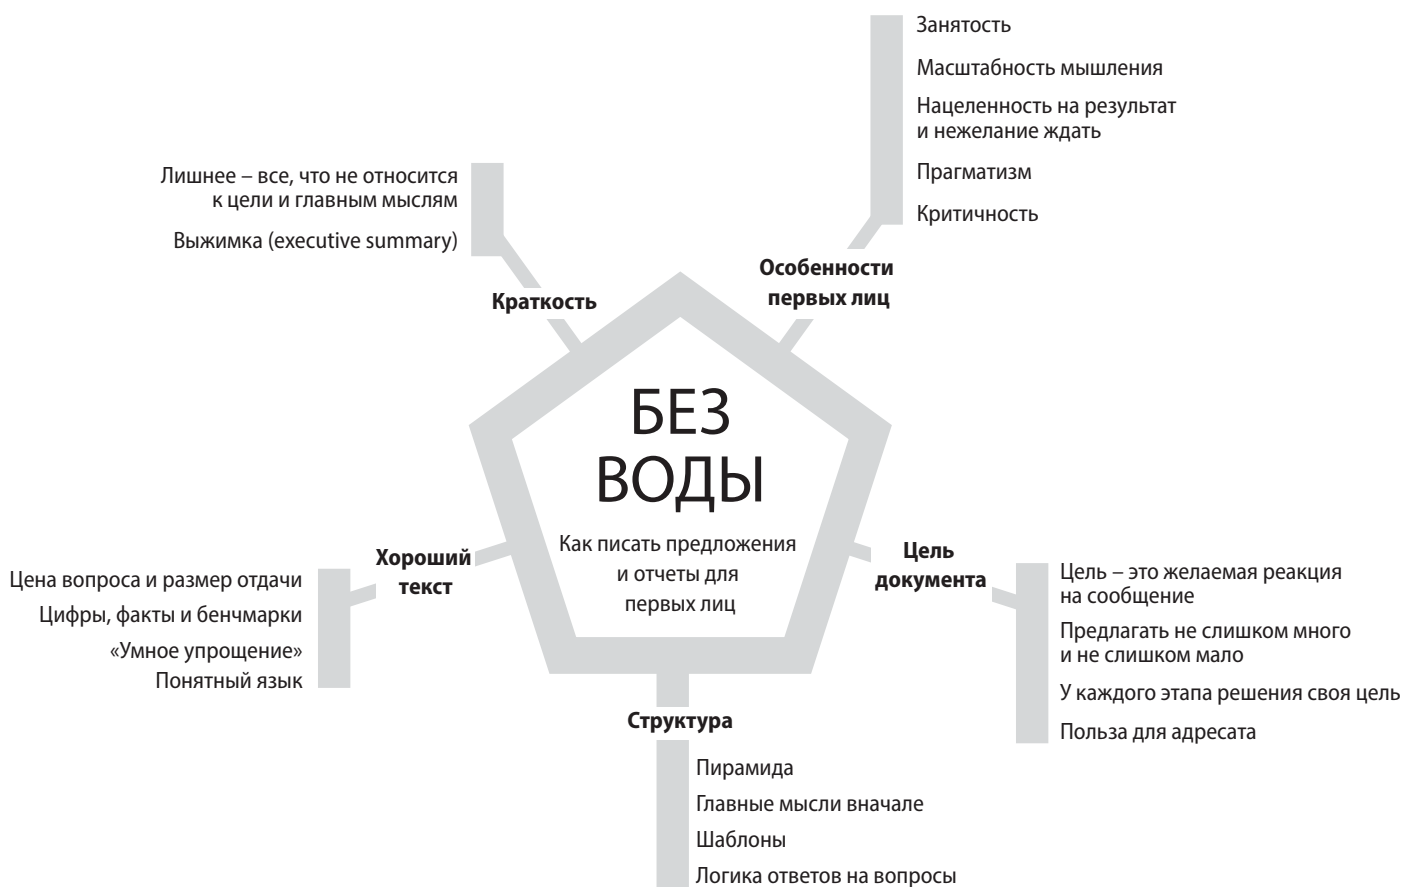 Занятость
Масштабность мышления
Нацеленность на результат
и нежелание ждать
Прагматизм
Критичность
Особенности
первых лиц
Лишнее – все, что не относится
к цели и главным мыслям
Выжимка (executive summary)
Краткость
БЕЗ
ВОДЫ
Как писать предложения
и отчеты для
первых лиц
Хороший
текст
Цена вопроса и размер отдачи
Цифры, факты и бенчмарки
«Умное упрощение»
Понятный язык
Цель
документа
Цель – это желаемая реакция
на сообщение
Предлагать не слишком много
и не слишком мало
У каждого этапа решения своя цель
Польза для адресата
Структура
Пирамида
Главные мысли вначале
Шаблоны
Логика ответов на вопросы